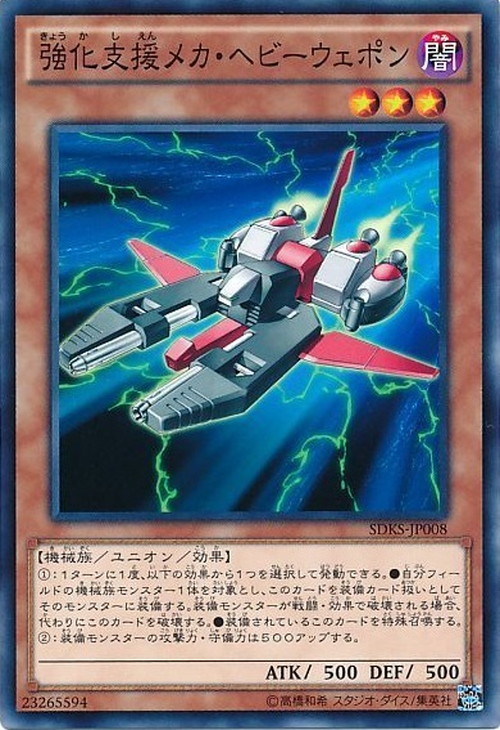 強化支援メカ・ヘビーウェポン
闇
SDKS-JP008
【機械族／ユニオン／効果】
①：1ターンに1度、以下の効果から1つを選択して発動できる。●自分フィー
ルドの機械族モンスター1体を対象とし、このカードを装備カード扱いとして
そのモンスターに装備する。装備モンスターが戦闘・効果で破壊される場合、
代わりにこのカードを破壊する。●装備されているこのカードを特殊召喚する。
②：装備モンスターの攻撃力・守備力は500アップする。
ATK/ 500 DEF/ 500
23265594
©高橋和希 スタジオ・ダイス/集英社